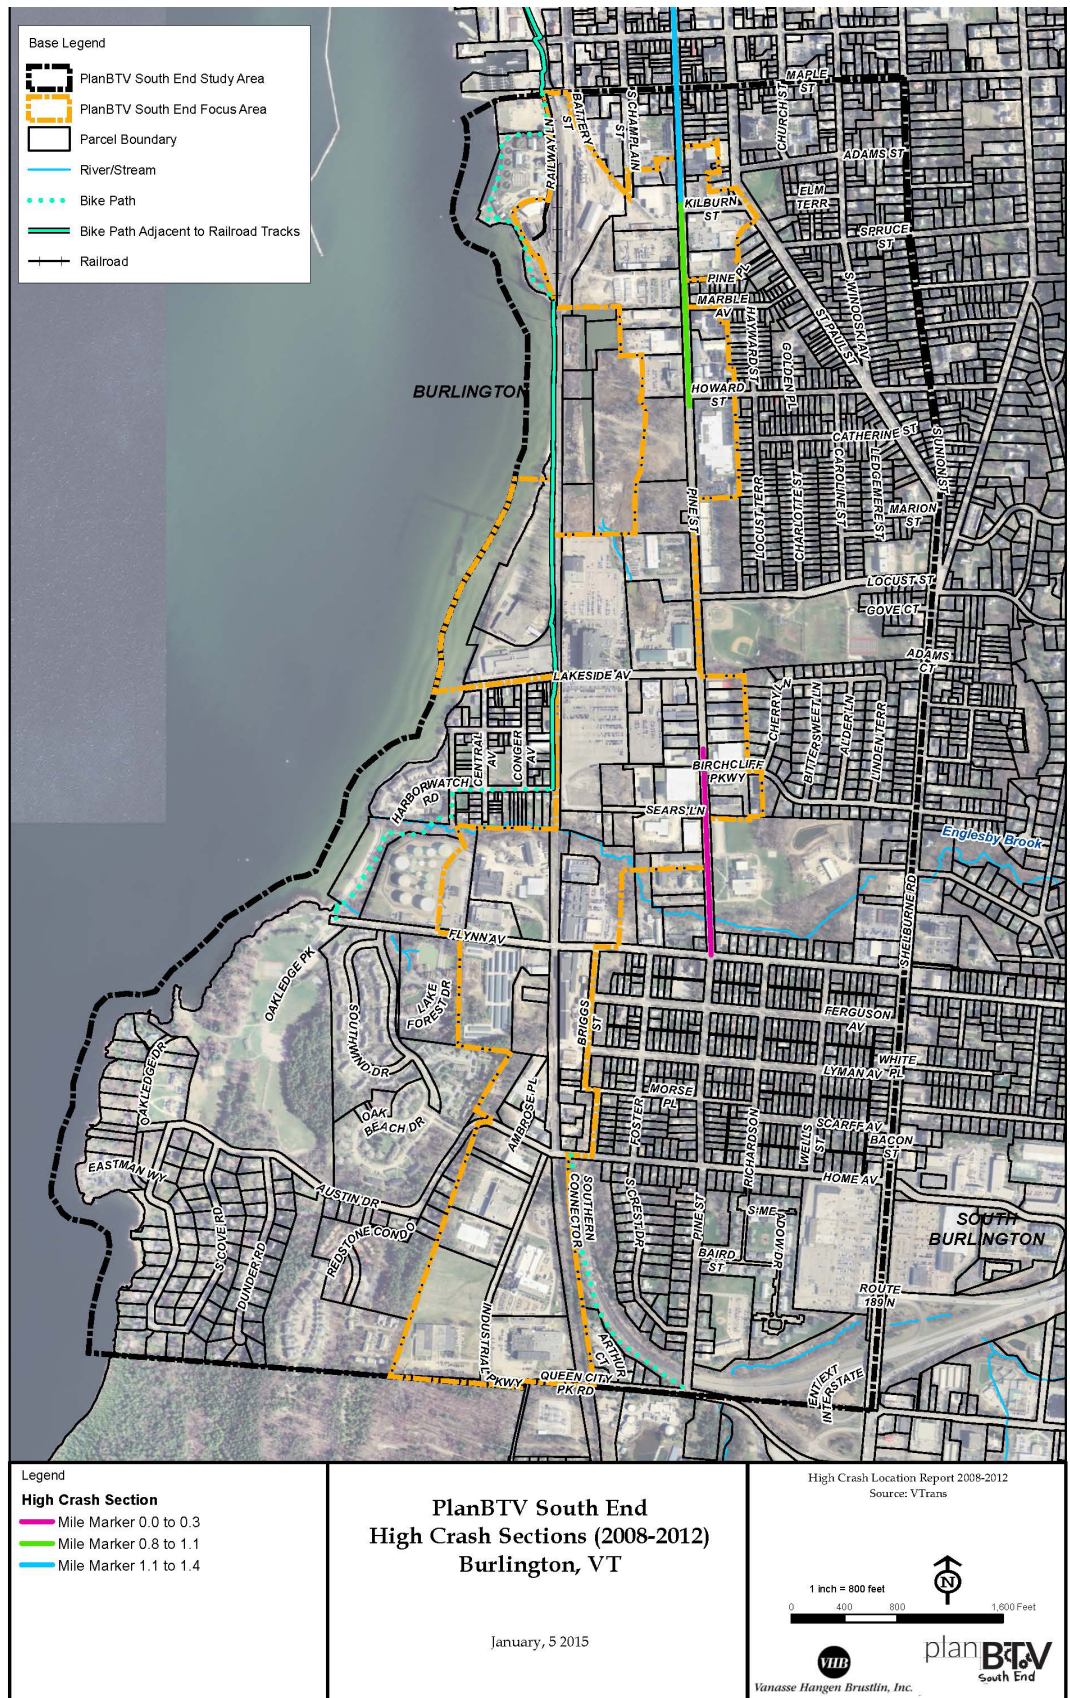 Base Legend
PlanBTV South End Study Area
PlanBTV South End Focus Area
Parcel Boundary
River/Stream
Bike Path
Bike Path Adjacent to Railroad Tracks
Railroad
MAPLE
ST
BATTERY
ST
S CHAMPLAIN
ST
RAILWAY LN
CHURCH ST
ADAMS ST
ELM
TERR
KILBURN
ST
SPRUCE
ST
PINE PL
MARBLE
AV
HAYWARD ST
S WINOOSKI AV
ST PAUL ST
GOLDEN PL
BURLINGTON
HOWARD
ST
CATHERINE ST
S UNION ST
CAROLINE ST
LEDGEMERE ST
MARION
ST
PINE ST
LOCUST TERR
CHARLOTTE ST
LOCUST ST
GOVE CT
ADAMS
CT
LAKESIDE AV
CHERRY LN
BITTERSWEET LN
ALDER LN
LINDEN TERR
CENTRAL
AV
CONGER
AV
HARBOR WATCH
RD
BIRCHCLIFF
PKWY
SEARS LN
Englesby Brook
SHELBURNE RD
FLYNN AV
OAKLEDGE PK
LAKE
FOREST DR
SOUTHWIND DR
BRIGGS
ST
FERGUSON
AV
WHITE
PL
LYMAN AV
OAKLEDGE DR
OAK
BEACH DR
AMBROSE PL
MORSE
PL
FOSTER
RICHARDSON
WELLS
ST
SCARFF AV
BACON
ST
HOME AV
EASTMAN WY
AUSTIN DR
S COVE RD
DUNDER RD
REDSTONE CONDO
SOUTHERN
CONNECTOR
S CREST DR
PINE ST
S MEADOW DR
BAIRD
ST
SOUTH
BURLINGTON
ROUTE
189 N
INDUSTRIAL
PKWY
ARTHUR
CT
QUEEN CITY
PK RD
ENT/EXT
INTERSTATE
Legend
High Crash Section
Mile Marker 0.0 to 0.3
Mile Marker 0.8 to 1.1
Mile Marker 1.1 to 1.4
PlanBTV South End
High Crash Sections (2008-2012)
Burlington, VT
January, 5 2015
High Crash Location Report 2008-2012
Source: VTrans
N
1 inch = 800 feet
0 400 800 1,600 Feet
VHB
Vanasse Hangen Brustlin, Inc.
plan BTV
South End